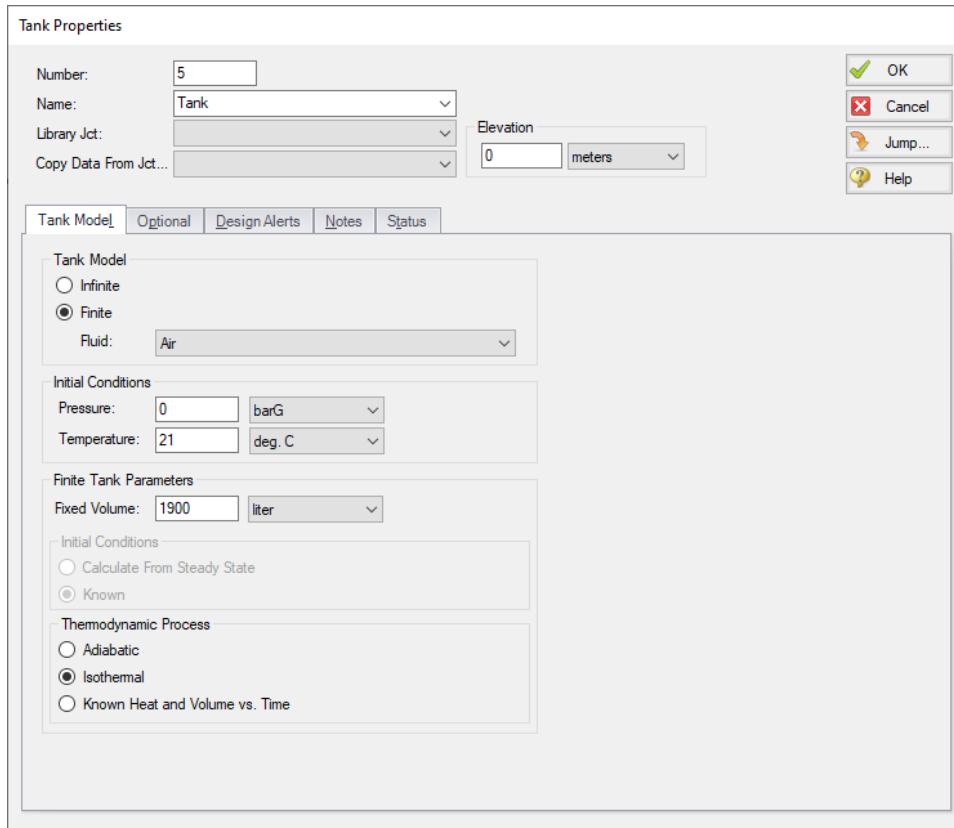 Tank Properties
Number: 5
Name: Tank
Library Jct:
Copy Data From Jct...
Elevation
0 meters
OK
Cancel
Jump...
Help
Tank Model Optional Design Alerts Notes Status
Tank Model
Infinite
Finite
Fluid: Air
Initial Conditions
Pressure: 0 barG
Temperature: 21 deg. C
Finite Tank Parameters
Fixed Volume: 1900 liter
Initial Conditions
Calculate From Steady State
Known
Thermodynamic Process
Adiabatic
Isothermal
Known Heat and Volume vs. Time